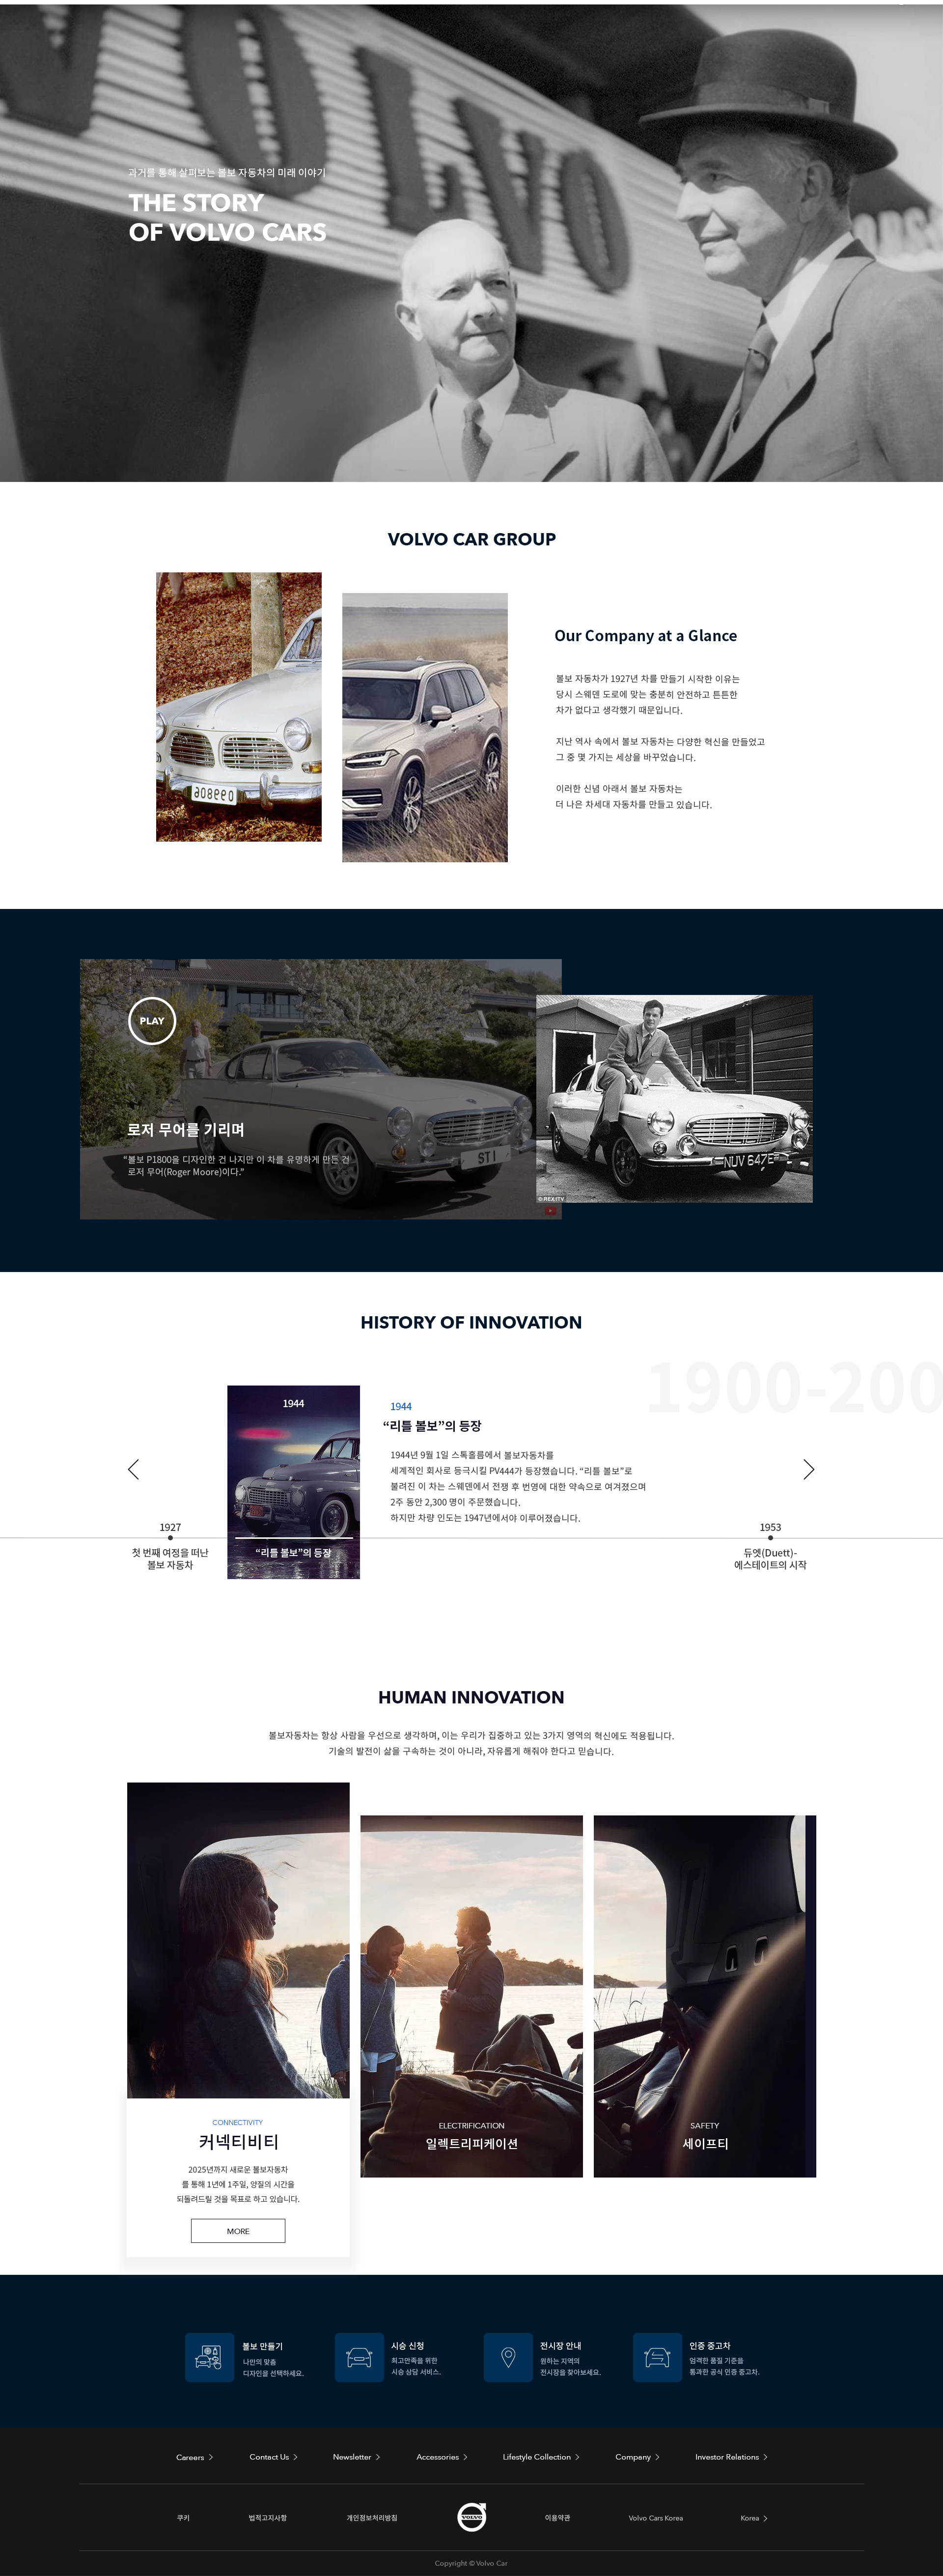 과거를 통해 살펴보는 볼보 자동차의 미래 이야기
THE STORY
OF VOLVO CARS
VOLVO CAR GROUP
Our Company at a Glance
볼보 자동차가 1927년 차를 만들기 시작한 이유는
당시 스웨덴 도로에 맞는 충분히 안전하고 튼튼한
차가 없다고 생각했기 때문입니다.
지난 역사 속에서 볼보 자동차는 다양한 혁신을 만들었고
그 중 몇 가지는 세상을 바꾸었습니다.
이러한 신념 아래서 볼보 자동차는
더 나은 차세대 자동차를 만들고 있습니다.
PLAY
로저 무어를 기리며
“볼보 P1800을 디자인한 건 나지만 이 차를 유명하게 만든 건
로저 무어(Roger Moore)이다.”
ST 1
NUV 647E
© REX/ITV
HISTORY OF INNOVATION
1900-200
1944
1944
“리틀 볼보”의 등장
1944년 9월 1일 스톡홀름에서 볼보자동차를
세계적인 회사로 등극시킬 PV444가 등장했습니다. “리틀 볼보”로
불려진 이 차는 스웨덴에서 전쟁 후 번영에 대한 약속으로 여겨졌으며
2주 동안 2,300 명이 주문했습니다.
하지만 차량 인도는 1947년에서야 이루어졌습니다.
1927
첫 번째 여정을 떠난
볼보 자동차
“리틀 볼보”의 등장
1953
듀엣(Duett)-
에스테이트의 시작
HUMAN INNOVATION
볼보자동차는 항상 사람을 우선으로 생각하며, 이는 우리가 집중하고 있는 3가지 영역의 혁신에도 적용됩니다.
기술의 발전이 삶을 구속하는 것이 아니라, 자유롭게 해줘야 한다고 믿습니다.
CONNECTIVITY
커넥티비티
2025년까지 새로운 볼보자동차
를 통해 1년에 1주일, 양질의 시간을
되돌려드릴 것을 목표로 하고 있습니다.
MORE
ELECTRIFICATION
일렉트리피케이션
SAFETY
세이프티
볼보 만들기
나만의 맞춤
디자인을 선택하세요.
시승 신청
최고만족을 위한
시승 상담 서비스.
전시장 안내
원하는 지역의
전시장을 찾아보세요.
인증 중고차
엄격한 품질 기준을
통과한 공식 인증 중고차.
Careers
Contact Us
Newsletter
Accessories
Lifestyle Collection
Company
Investor Relations
쿠키
법적고지사항
개인정보처리방침
VOLVO
이용약관
Volvo Cars Korea
Korea
Copyright © Volvo Car